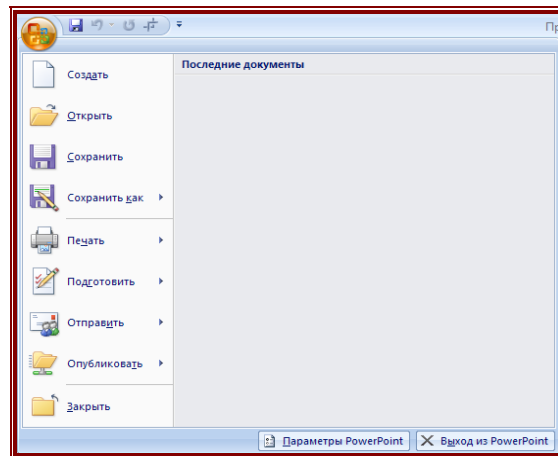 Пр
Последние документы
Создать
Открыть
Сохранить
Сохранить как
Печать
Подготовить
Отправить
Опубликовать
Закрыть
Параметры PowerPoint
Выход из PowerPoint